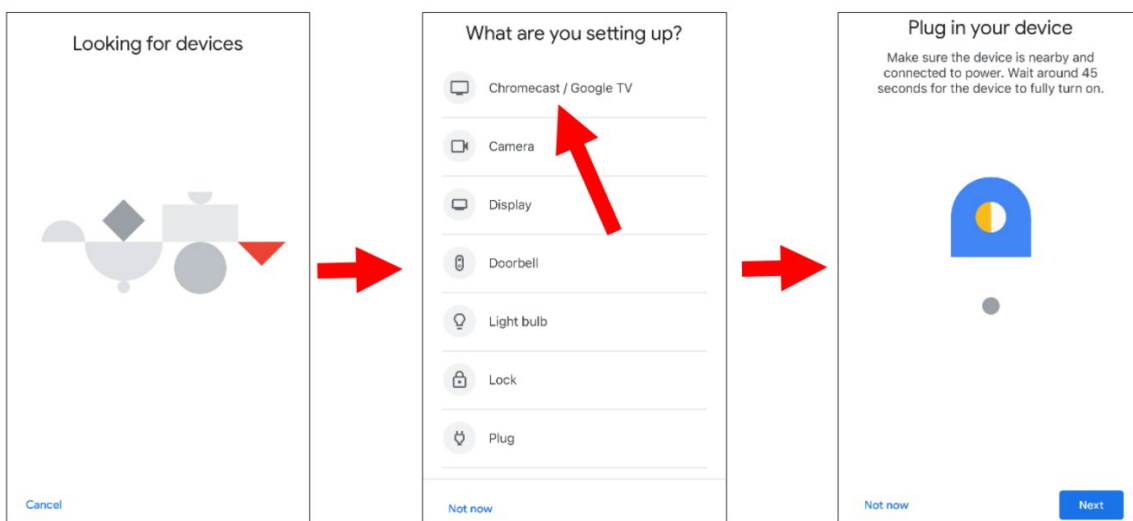 Looking for devices
Cancel
What are you setting up?
Chromecast / Google TV
Camera
Display
Doorbell
Light bulb
Lock
Plug
Not now
Plug in your device
Make sure the device is nearby and
connected to power. Wait around 45
seconds for the device to fully turn on.
Not now
Next